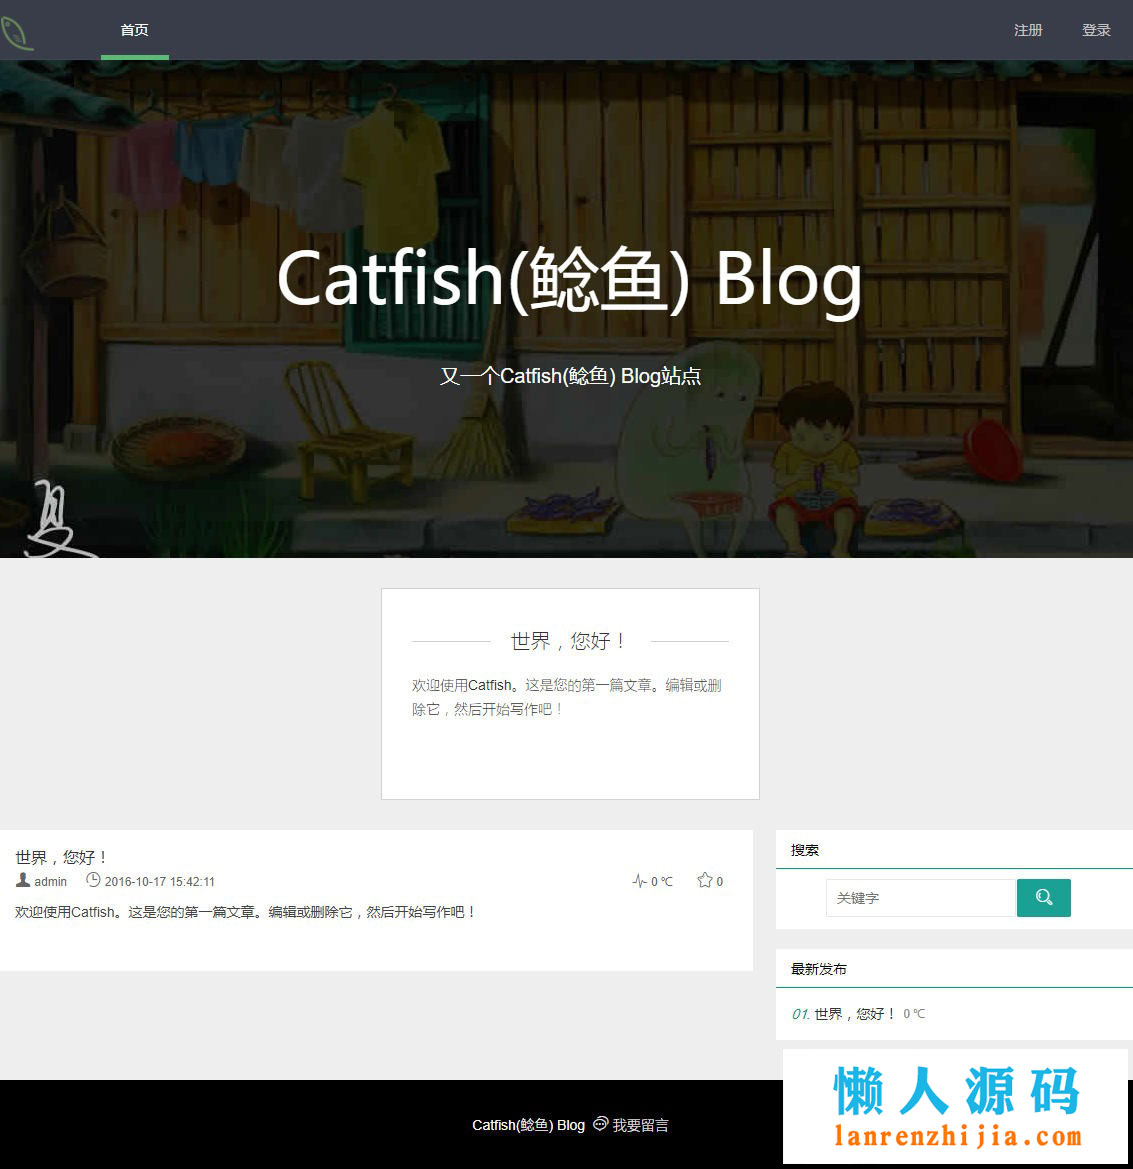 首页
注册
登录
Catfish(鲶鱼) Blog
又一个Catfish(鲶鱼) Blog站点
夏
世界，您好！
欢迎使用Catfish。这是您的第一篇文章。编辑或删
除它，然后开始写作吧！
世界，您好！
admin 2016-10-17 15:42:11 0 ℃ 0
欢迎使用Catfish。这是您的第一篇文章。编辑或删除它，然后开始写作吧！
搜索
关键字
最新发布
01. 世界，您好！ 0 ℃
Catfish(鲶鱼) Blog 我要留言
懒人源码
lanrenzhijia.com